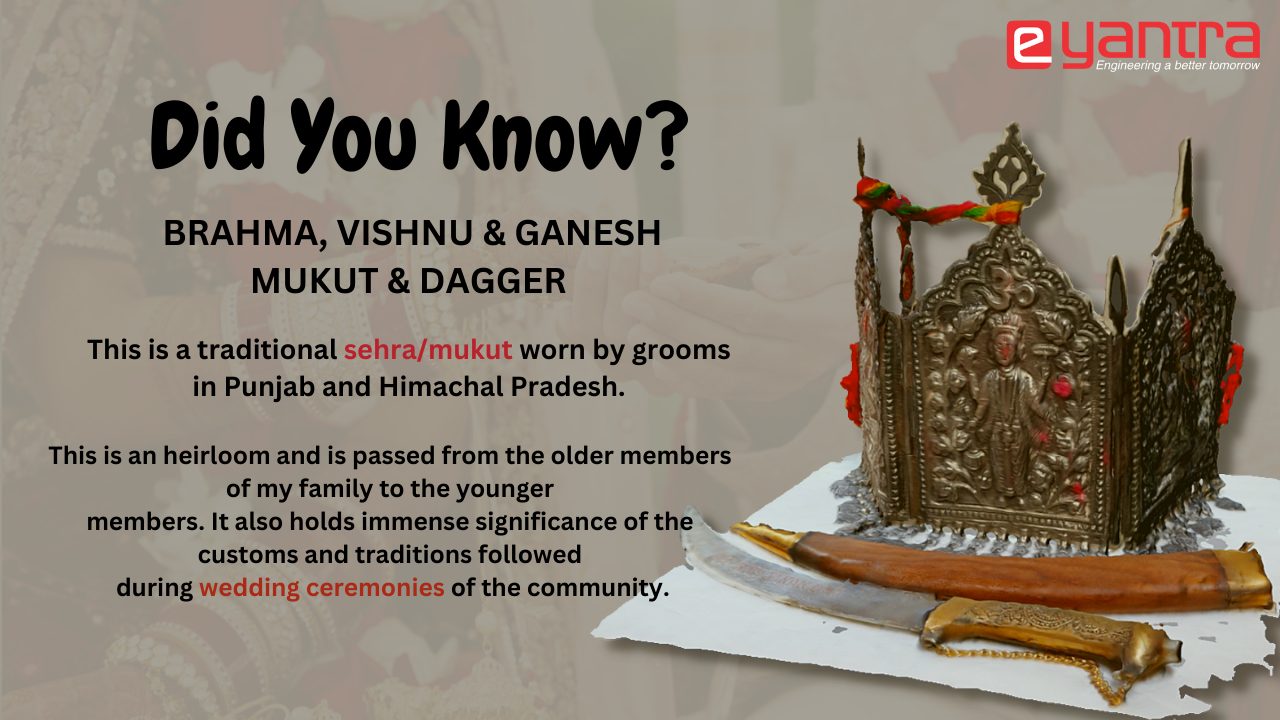 e yantra
Engineering a better tomorrow
Did You Know?
BRAHMA, VISHNU & GANESH
MUKUT & DAGGER
This is a traditional sehra/mukut worn by grooms
in Punjab and Himachal Pradesh.
This is an heirloom and is passed from the older members
of my family to the younger
members. It also holds immense significance of the
customs and traditions followed
during wedding ceremonies of the community.
ॐ